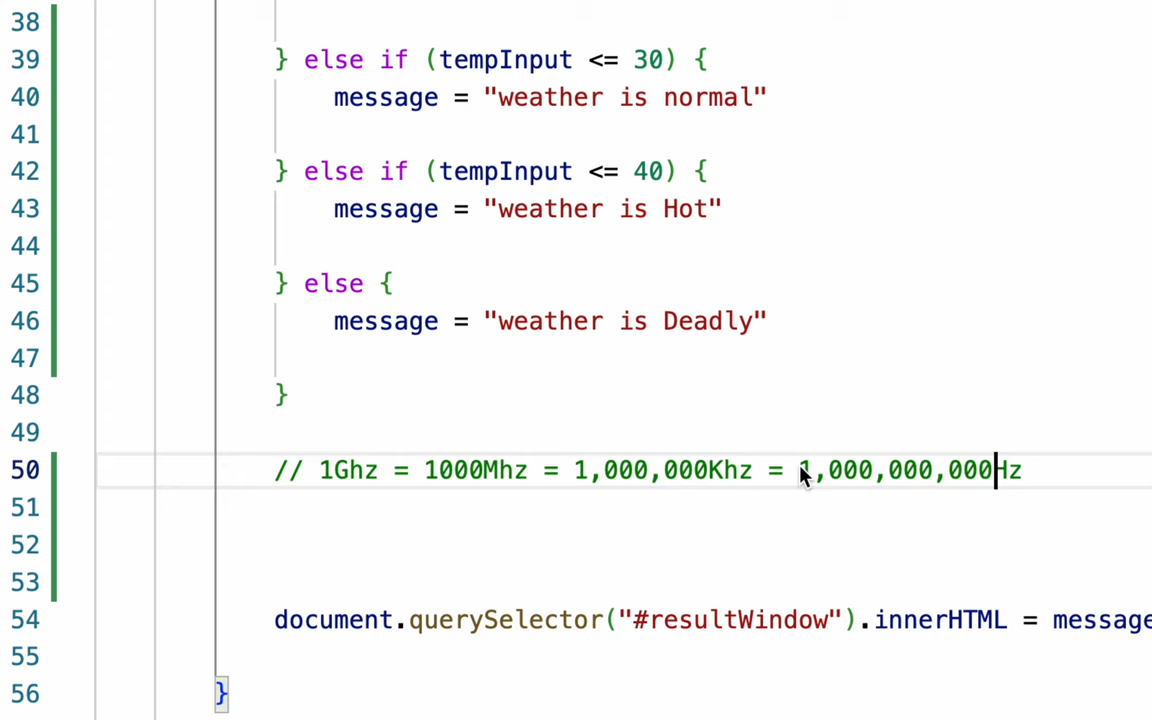 38
39 } else if (tempInput <= 30) {
40 message = "weather is normal"
41
42 } else if (tempInput <= 40) {
43 message = "weather is Hot"
44
45 } else {
46 message = "weather is Deadly"
47
48 }
49
50 // 1Ghz = 1000Mhz = 1,000,000Khz = 1,000,000,000Hz
51
52
53
54 document.querySelector("#resultWindow").innerHTML = message
55
56 }